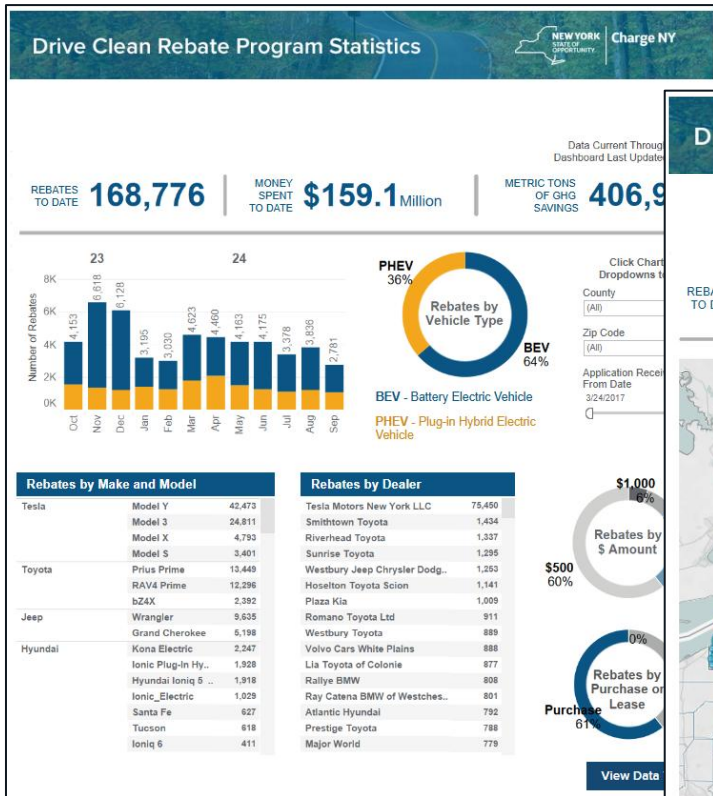 Drive Clean Rebate Program Statistics
NEW YORK
STATE OF
OPPORTUNITY.
Charge NY
D
Data Current Throug
Dashboard Last Update
REBATES
TO DATE
168,776
MONEY
SPENT
TO DATE
$159.1 Million
METRIC TONS
OF GHG
SAVINGS
406,9
REBA
TO D
23
24
Number of Rebates
8K
6K
4K
2K
0K
4,153
6,618
6,128
3,195
3,030
4,623
4,460
4,163
4,175
3,378
3,836
2,781
Oct
Nov
Dec
Jan
Feb
Mar
Apr
May
Jun
Jul
Aug
Sep
PHEV
36%
Rebates by
Vehicle Type
BEV
64%
BEV - Battery Electric Vehicle
PHEV - Plug-in Hybrid Electric
Vehicle
Click Chart
Dropdowns to
County
(All)
Zip Code
(All)
Application Recei
From Date
3/24/2017
Rebates by Make and Model
Tesla Model Y 42,473
Model 3 24,811
Model X 4,793
Model S 3,401
Toyota Prius Prime 13,449
RAV4 Prime 12,296
bZ4X 2,392
Jeep Wrangler 9,635
Grand Cherokee 5,198
Hyundai Kona Electric 2,247
Ionic Plug-In Hy.. 1,928
Hyundai Ioniq 5 .. 1,918
Ionic_Electric 1,029
Santa Fe 627
Tucson 618
Ioniq 6 411
Rebates by Dealer
Tesla Motors New York LLC 75,450
Smithtown Toyota 1,434
Riverhead Toyota 1,337
Sunrise Toyota 1,295
Westbury Jeep Chrysler Dodg.. 1,253
Hoselton Toyota Scion 1,141
Plaza Kia 1,009
Romano Toyota Ltd 911
Westbury Toyota 889
Volvo Cars White Plains 888
Lia Toyota of Colonie 877
Rallye BMW 808
Ray Catena BMW of Westches.. 801
Atlantic Hyundai 792
Prestige Toyota 788
Major World 779
$1,000
6%
Rebates by
$ Amount
$500
60%
0%
Rebates by
Purchase or
Lease
Purchase
61%
View Data